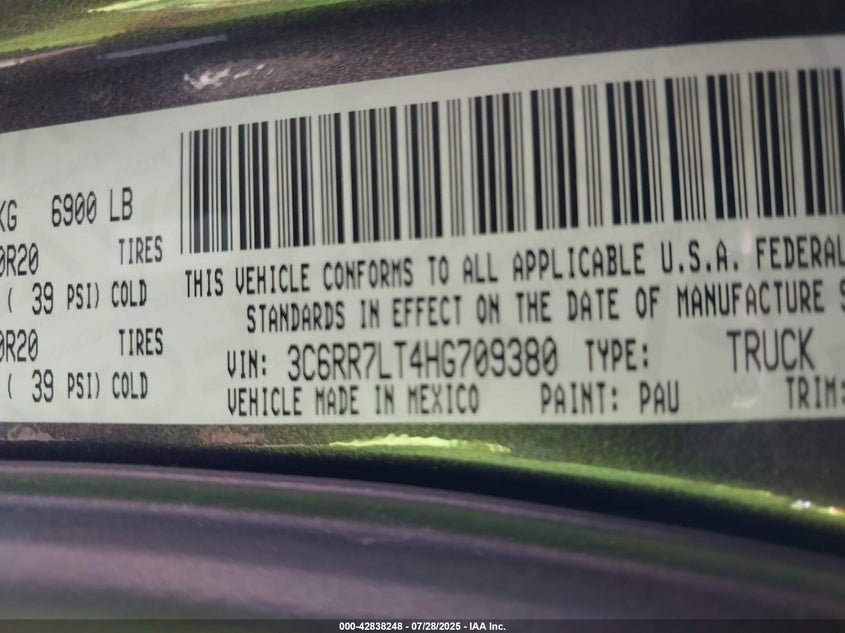 KG 6900 LB
0R20 TIRES
( 39 PSI) COLD
0R20 TIRES
( 39 PSI) COLD
THIS VEHICLE CONFORMS TO ALL APPLICABLE U.S.A. FEDERAL
STANDARDS IN EFFECT ON THE DATE OF MANUFACTURE S
VIN: 3C6RR7LT4HG709380 TYPE: TRUCK
VEHICLE MADE IN MEXICO PAINT: PAU TRIM:
000-42838248 - 07/28/2025 - IAA Inc.